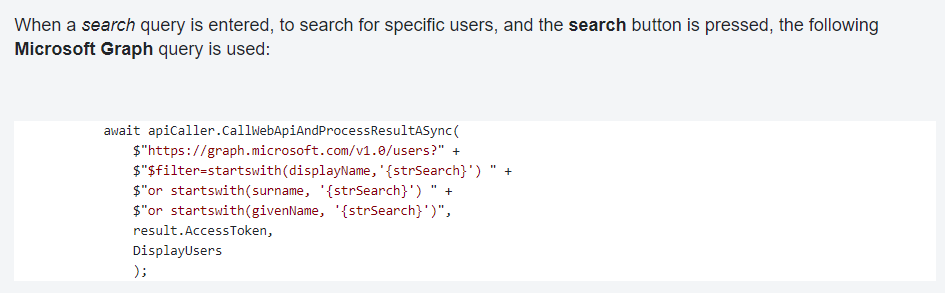 When a search query is entered, to search for specific users, and the search button is pressed, the following
Microsoft Graph query is used:
await apiCaller.CallWebApiAndProcessResultASync(
$"https://graph.microsoft.com/v1.0/users?" +
$"$filter=startswith(displayName,'{strSearch}') " +
$"or startswith(surname, '{strSearch}') " +
$"or startswith(givenName, '{strSearch}')",
result.AccessToken,
DisplayUsers
);